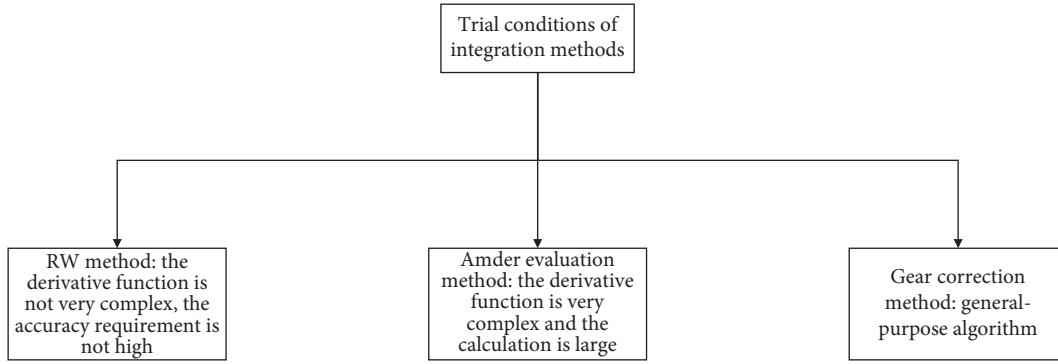 Trial conditions of
integration methods
RW method: the
derivative function is
not very complex, the
accuracy requirement is
not high
Amder evaluation
method: the derivative
function is very
complex and the
calculation is large
Gear correction
method: general-
purpose algorithm